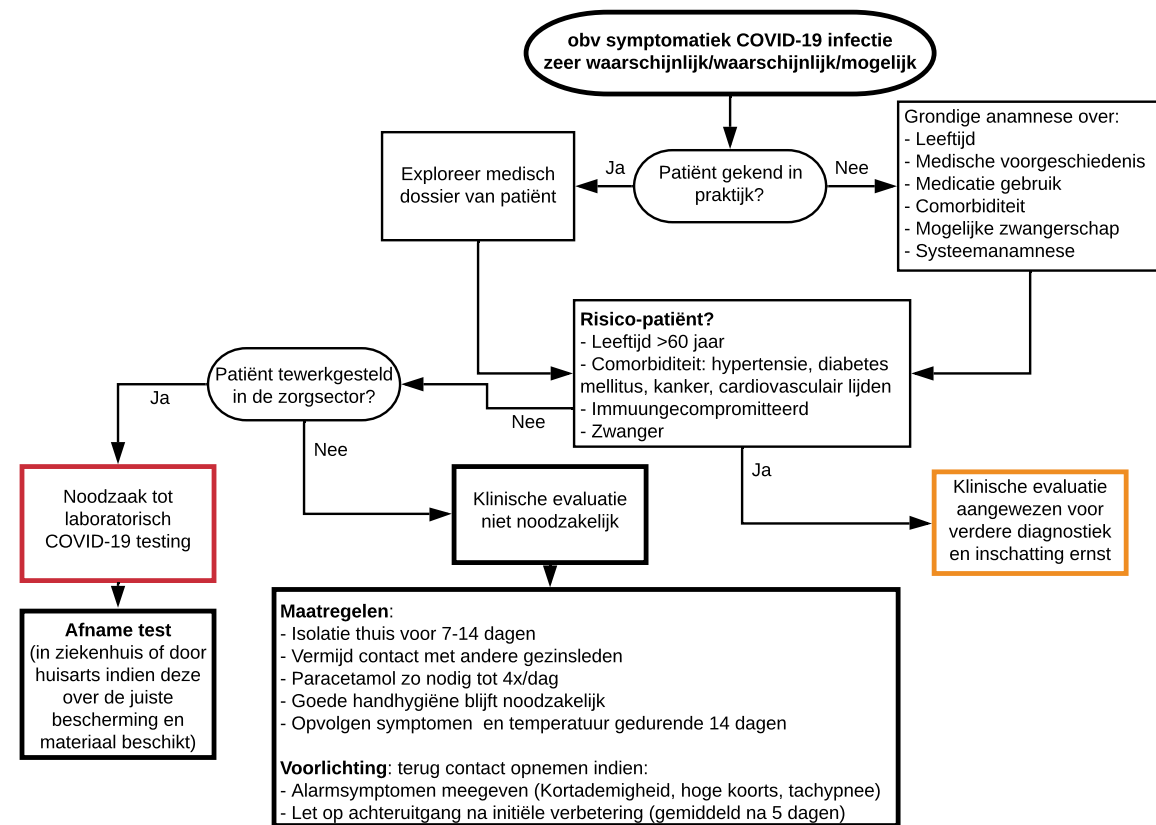 obv symptomatiek COVID-19 infectie
zeer waarschijnlijk/waarschijnlijk/mogelijk
Patiënt gekend in
praktijk?
Ja
Nee
Exploreer medisch
dossier van patiënt
Grondige anamnese over:
- Leeftijd
- Medische voorgeschiedenis
- Medicatie gebruik
- Comorbiditeit
- Mogelijke zwangerschap
- Systeemanamnese
Risico-patiënt?
- Leeftijd >60 jaar
- Comorbiditeit: hypertensie, diabetes
mellitus, kanker, cardiovasculair lijden
- Immuungecompromitteerd
- Zwanger
Nee
Ja
Patiënt tewerkgesteld
in de zorgsector?
Ja
Nee
Noodzaak tot
laboratorisch
COVID-19 testing
Klinische evaluatie
niet noodzakelijk
Klinische evaluatie
aangewezen voor
verdere diagnostiek
en inschatting ernst
Afname test
(in ziekenhuis of door
huisarts indien deze
over de juiste
bescherming en
materiaal beschikt)
Maatregelen:
- Isolatie thuis voor 7-14 dagen
- Vermijd contact met andere gezinsleden
- Paracetamol zo nodig tot 4x/dag
- Goede handhygiëne blijft noodzakelijk
- Opvolgen symptomen en temperatuur gedurende 14 dagen
Voorlichting: terug contact opnemen indien:
- Alarmsymptomen meegeven (Kortademigheid, hoge koorts, tachypnee)
- Let op achteruitgang na initiële verbetering (gemiddeld na 5 dagen)